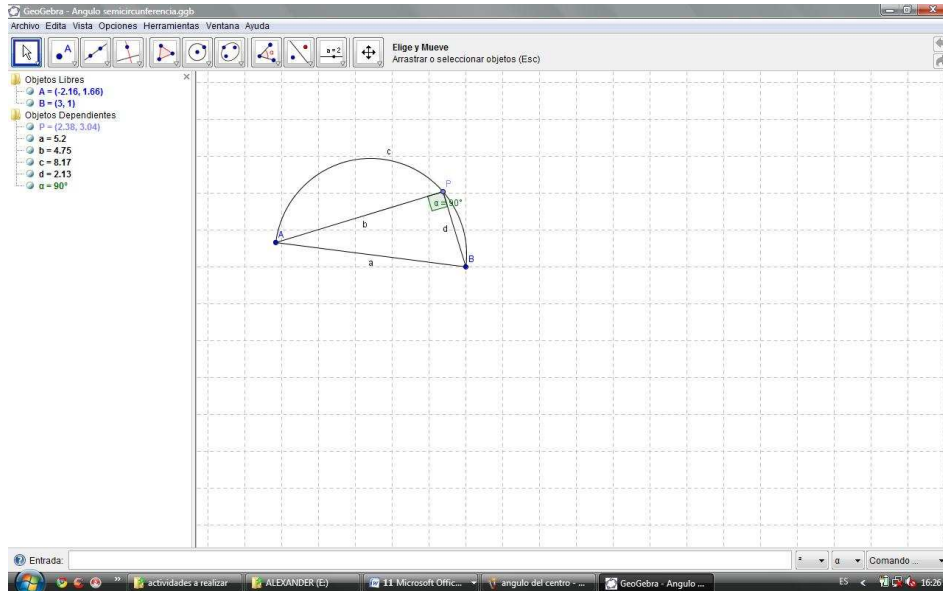 GeoGebra - Angulo semicircunferencia.ggb
Archivo Edita Vista Opciones Herramientas Ventana Ayuda
A
α
a=2
Elige y Mueve
Arrastrar o seleccionar objetos (Esc)
Objetos Libres
A = (-2.16, 1.66)
B = (3, 1)
Objetos Dependientes
P = (2.38, 3.04)
a = 5.2
b = 4.75
c = 8.17
d = 2.13
α = 90°
c
P
α = 90°
b
d
A
a
B
Entrada:
² α Comando ...
actividades a realizar
ALEXANDER (E:)
11 Microsoft Offic...
angulo del centro - ...
GeoGebra - Angulo ...
ES
16:26